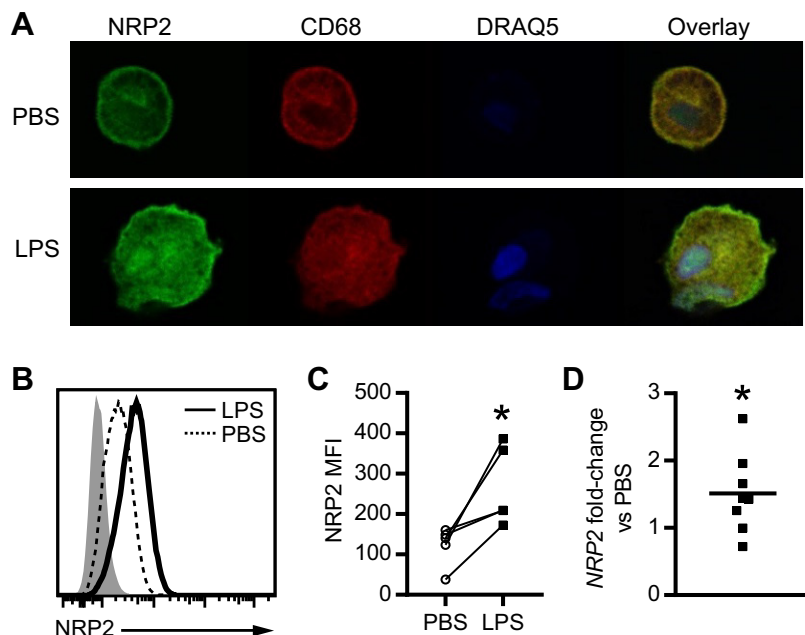 A
NRP2 CD68 DRAQ5 Overlay
PBS
LPS
B
LPS
PBS
NRP2
C
500
400
300
200
100
0
NRP2 MFI
*
PBS LPS
D
3
2
1
0
NRP2 fold-change
vs PBS
*